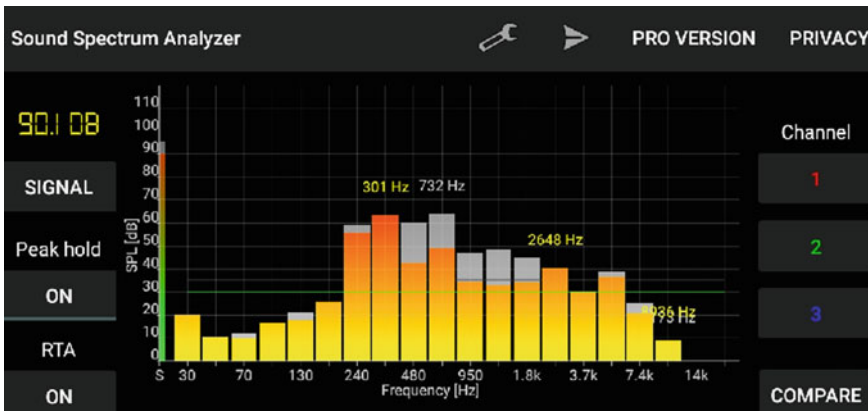 Sound Spectrum Analyzer PRO VERSION PRIVACY
90.1 DB
SIGNAL
Peak hold
ON
RTA
ON
SPL [dB]
110
100
90
80
70
60
50
40
30
20
10
0
301 Hz 732 Hz
2648 Hz
S 30 70 130 240 480 950 1.8k 3.7k 7.4k 14k
Frequency [Hz]
Channel
1
2
3
COMPARE